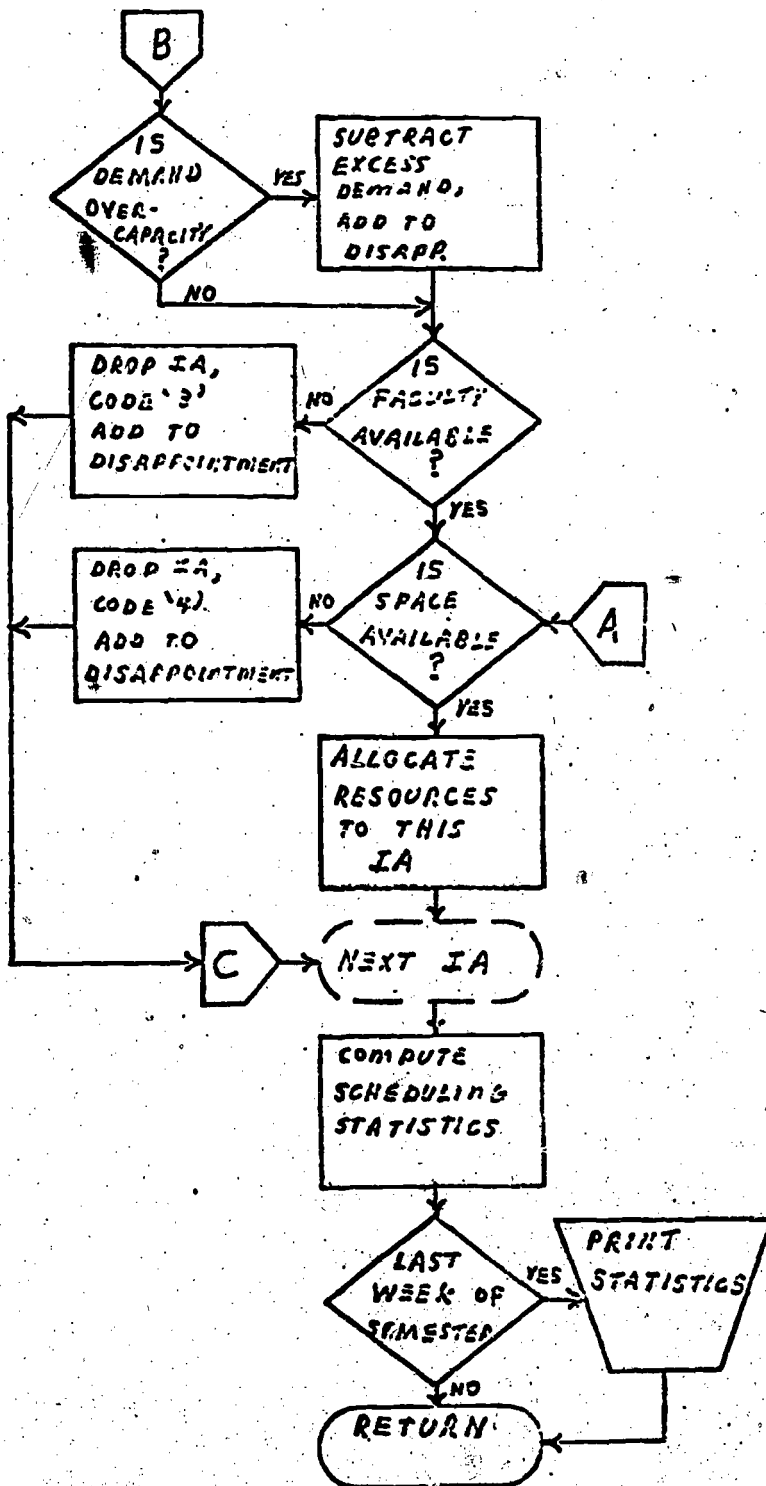 B
IS
DEMAND
OVER-
CAPACITY
?
YES
SUBTRACT
EXCESS
DEMAND,
ADD TO
DISAPP.
NO
IS
FACULTY
AVAILABLE
?
NO
DROP IA,
CODE '3'
ADD TO
DISAPPOINTMENT
YES
IS
SPACE
AVAILABLE
?
A
NO
DROP IA,
CODE '4'
ADD TO
DISAPPOINTMENT
YES
ALLOCATE
RESOURCES
TO THIS
IA
C
NEXT IA
COMPUTE
SCHEDULING
STATISTICS
LAST
WEEK OF
SEMESTER
YES
PRINT
STATISTICS
NO
RETURN